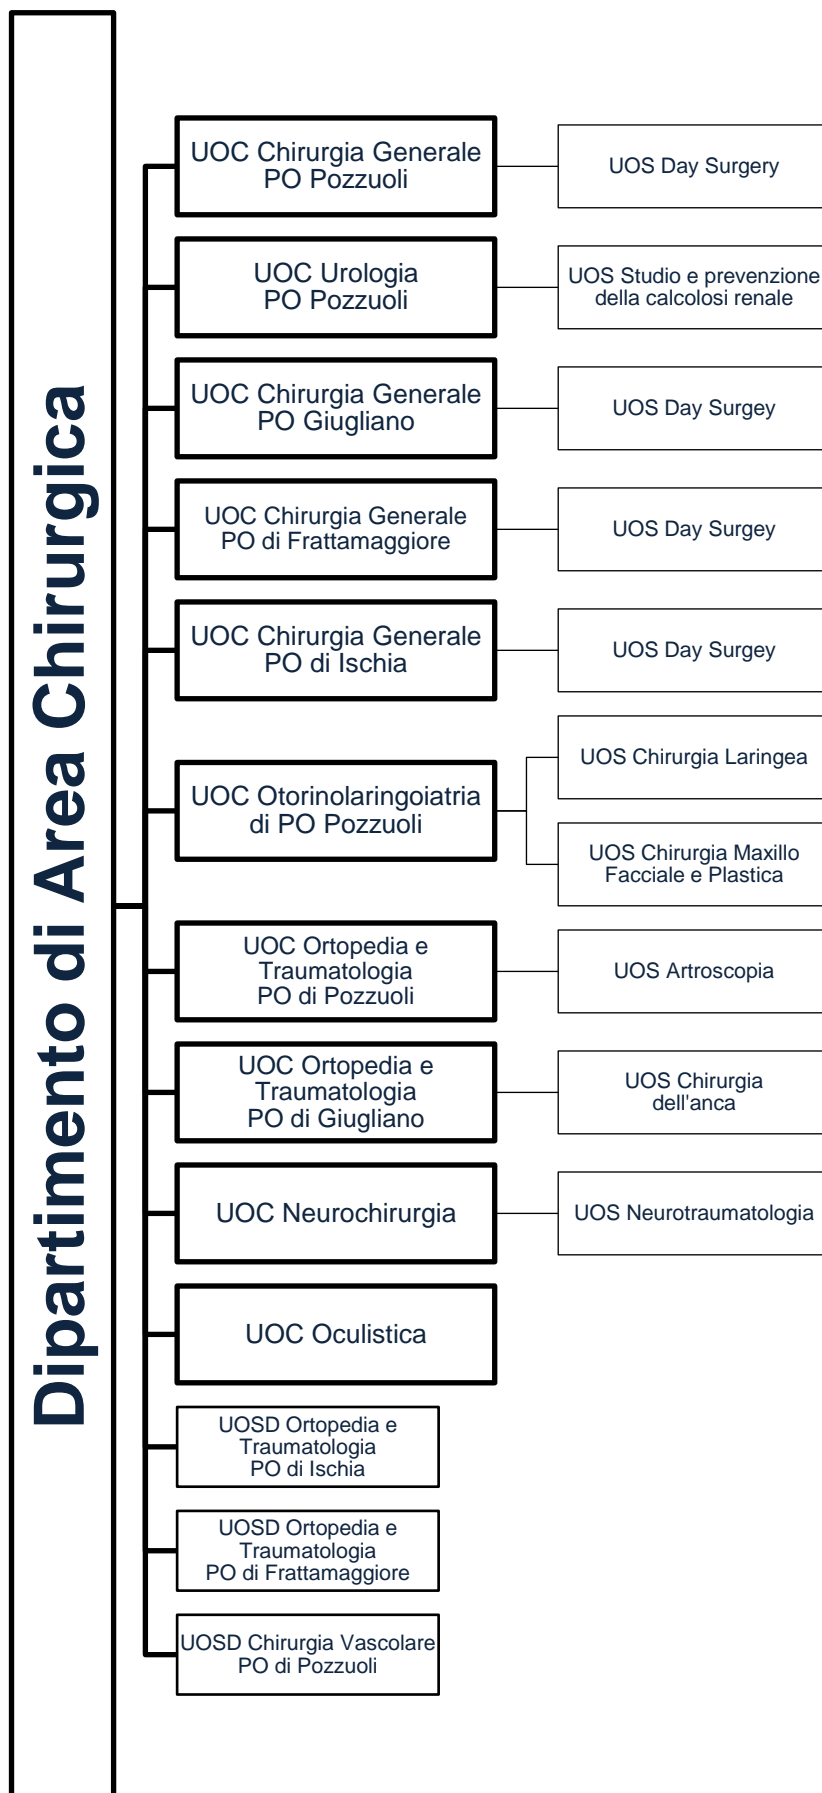 Dipartimento di Area Chirurgica
UOC Chirurgia Generale
PO Pozzuoli
UOS Day Surgery
UOC Urologia
PO Pozzuoli
UOS Studio e prevenzione
della calcolosi renale
UOC Chirurgia Generale
PO Giugliano
UOS Day Surgey
UOC Chirurgia Generale
PO di Frattamaggiore
UOS Day Surgey
UOC Chirurgia Generale
PO di Ischia
UOS Day Surgey
UOC Otorinolaringoiatria
di PO Pozzuoli
UOS Chirurgia Laringea
UOS Chirurgia Maxillo
Facciale e Plastica
UOC Ortopedia e
Traumatologia
PO di Pozzuoli
UOS Artroscopia
UOC Ortopedia e
Traumatologia
PO di Giugliano
UOS Chirurgia
dell'anca
UOC Neurochirurgia
UOS Neurotraumatologia
UOC Oculistica
UOSD Ortopedia e
Traumatologia
PO di Ischia
UOSD Ortopedia e
Traumatologia
PO di Frattamaggiore
UOSD Chirurgia Vascolare
PO di Pozzuoli